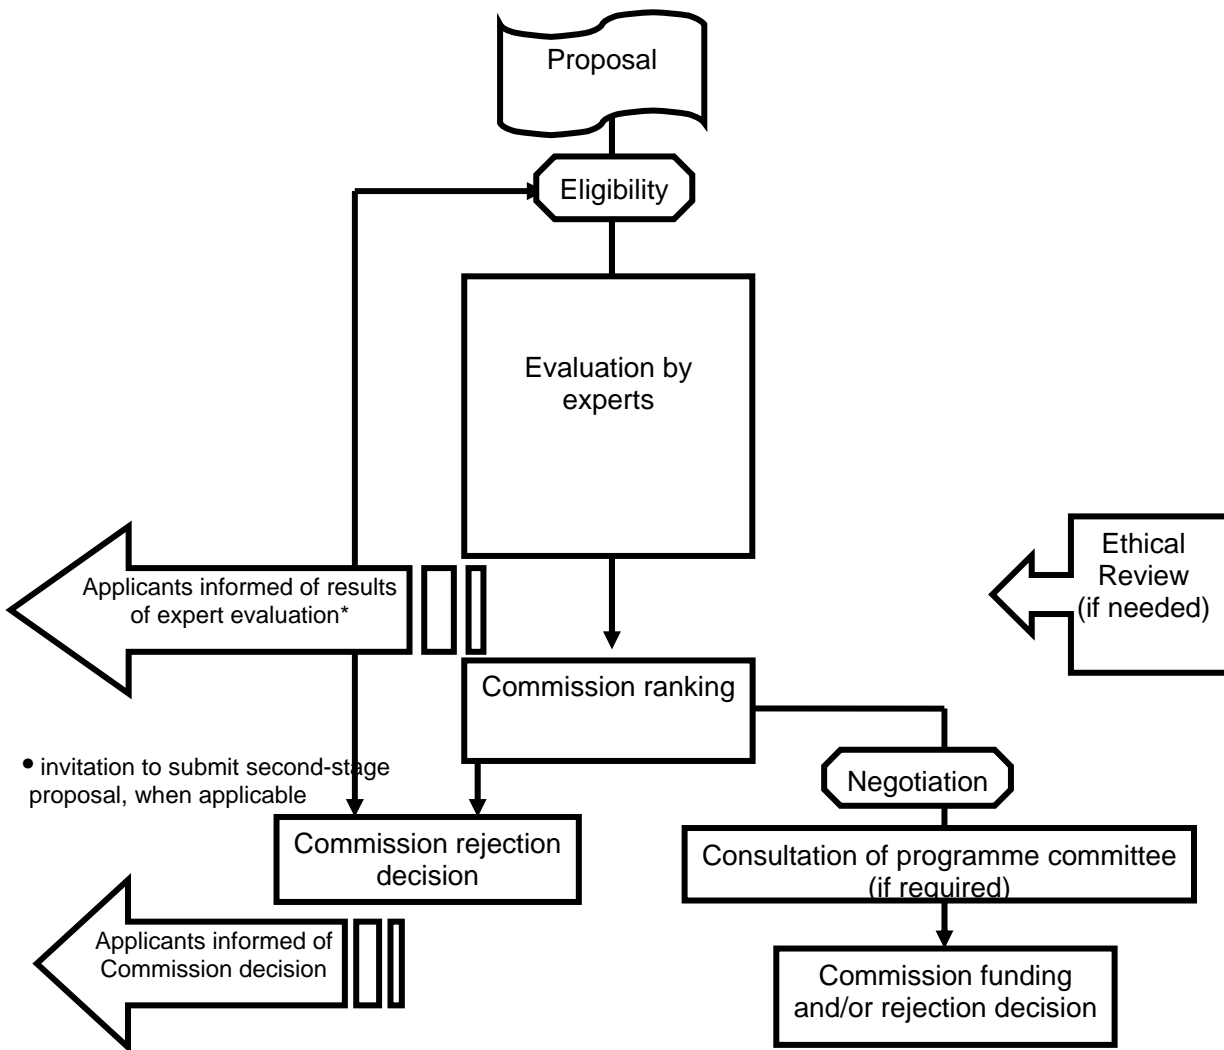 Proposal
Eligibility
Evaluation by
experts
Ethical
Review
(if needed)
Applicants informed of results
of expert evaluation*
Commission ranking
• invitation to submit second-stage
proposal, when applicable
Negotiation
Commission rejection
decision
Consultation of programme committee
(if required)
Applicants informed of
Commission decision
Commission funding
and/or rejection decision